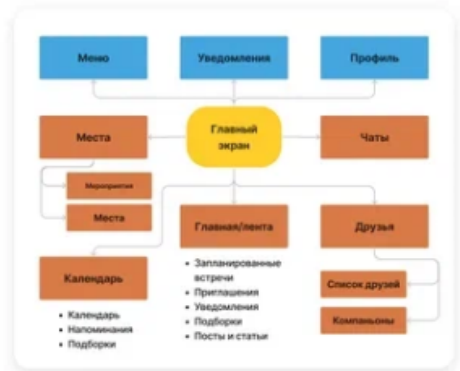 Меню
Уведомления
Профиль
Места
Главный
экран
Чаты
Мероприятия
Места
Главная/лента
Друзья
Календарь
• Календарь
• Напоминания
• Подборки
• Запланированные
встречи
• Приглашения
• Уведомления
• Подборки
• Посты и статьи
Список друзей
Компаньоны